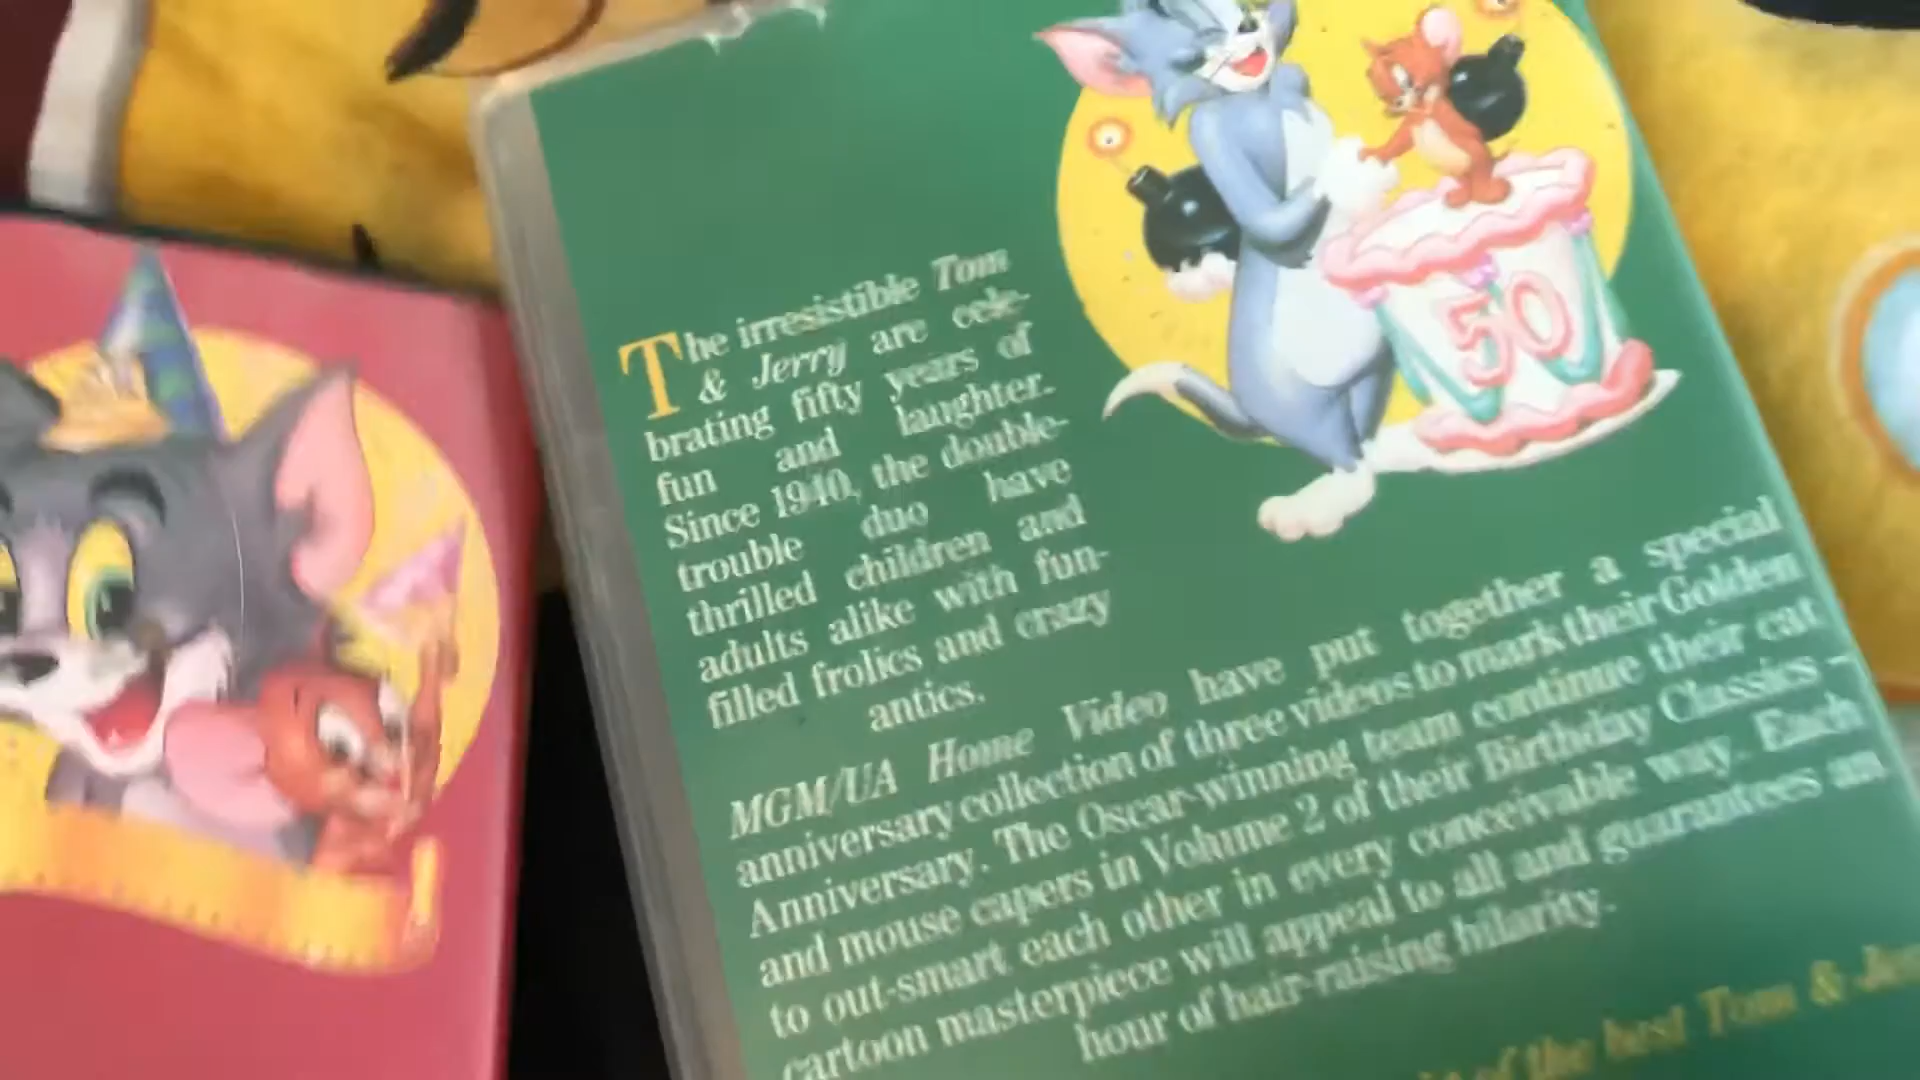 The irresistible Tom
& Jerry are cele-
brating fifty years of
fun and laughter.
Since 1940, the double-
trouble duo have
thrilled children and
adults alike with fun-
filled frolics and crazy
antics.
MGM/UA Home Video have put together a special
anniversary collection of three videos to mark their Golden
Anniversary. The Oscar-winning team continue their cat
and mouse capers in Volume 2 of their Birthday Classics –
to out-smart each other in every conceivable way. Each
cartoon masterpiece will appeal to all and guarantees an
hour of hair-raising hilarity.
of the best Tom &
50